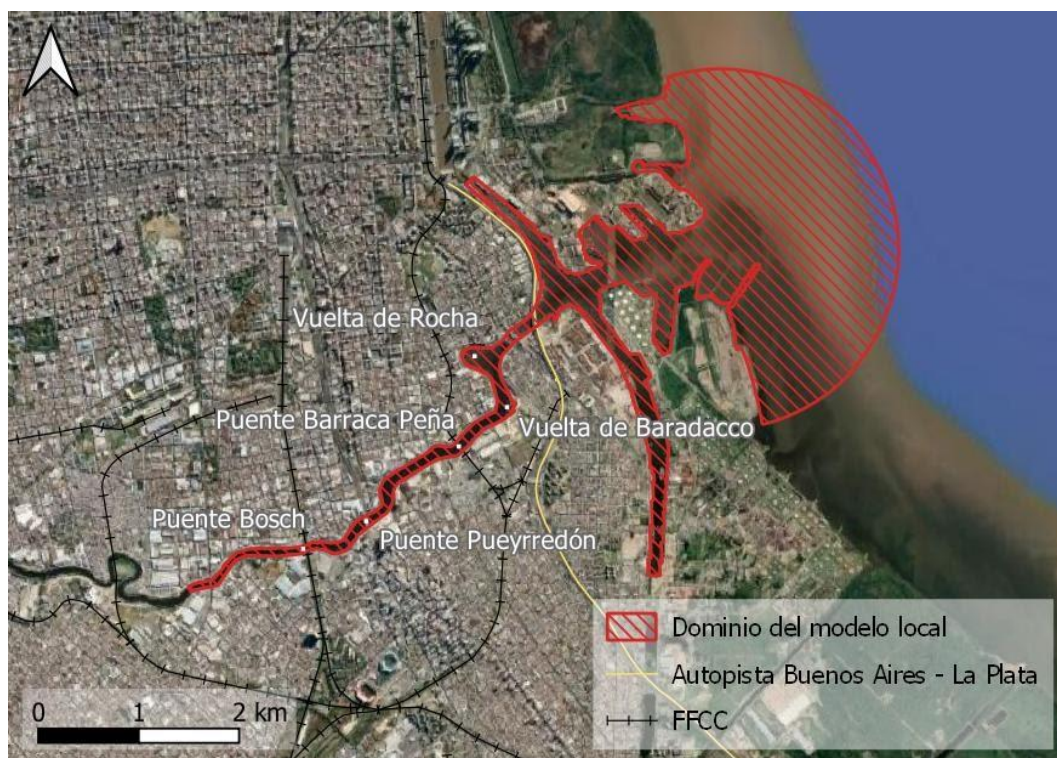 Vuelta de Rocha
Puente Barraca Peña
Vuelta de Baradacco
Puente Bosch
Puente Pueyrredón
Dominio del modelo local
Autopista Buenos Aires - La Plata
FFCC
0 1 2 km